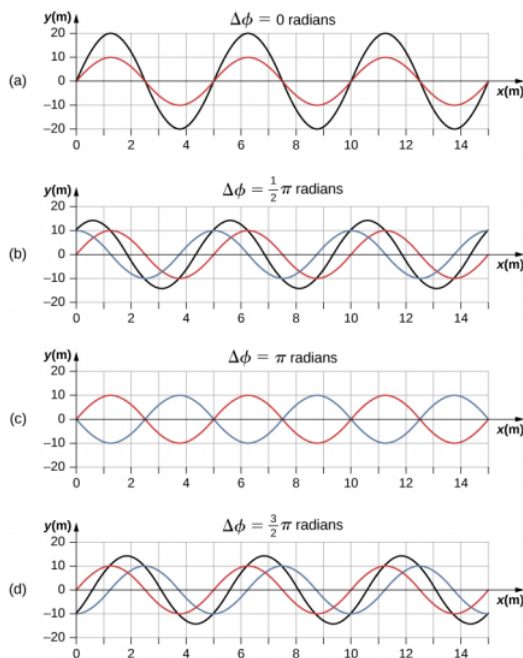 y(m)
Δϕ = 0 radians
20
10
(a) 0
−10
x(m)
−20
0 2 4 6 8 10 12 14
y(m)
Δϕ = 1/2 π radians
20
10
(b) 0
−10
x(m)
−20
0 2 4 6 8 10 12 14
y(m)
Δϕ = π radians
20
10
(c) 0
−10
x(m)
−20
0 2 4 6 8 10 12 14
y(m)
Δϕ = 3/2 π radians
20
10
(d) 0
−10
x(m)
−20
0 2 4 6 8 10 12 14